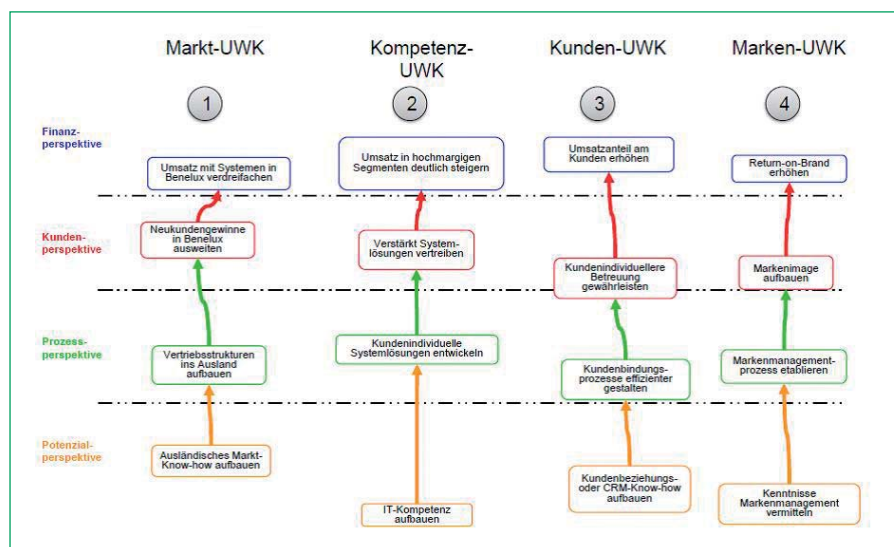 Markt-UWK
Kompetenz-
UWK
Kunden-UWK
Marken-UWK
1
2
3
4
Finanz-
perspektive
Umsatz mit Systemen in
Benelux verdreifachen
Umsatz in hochmargigen
Segmenten deutlich steigern
Umsatzanteil am
Kunden erhöhen
Return-on-Brand
erhöhen
Kunden-
perspektive
Neukundengewinne
in Benelux
ausweiten
Verstärkt System-
lösungen vertreiben
Kundenindividuellere
Betreuung
gewährleisten
Markenimage
aufbauen
Prozess-
perspektive
Vertriebsstrukturen
ins Ausland
aufbauen
Kundenindividuelle
Systemlösungen entwickeln
Kundenbindungs-
prozesse effizienter
gestalten
Markenmanagement-
prozess etablieren
Potenzial-
perspektive
Ausländisches Markt-
Know-how aufbauen
IT-Kompetenz
aufbauen
Kundenbeziehungs-
oder CRM-Know-how
aufbauen
Kenntnisse
Markenmanagement
vermitteln